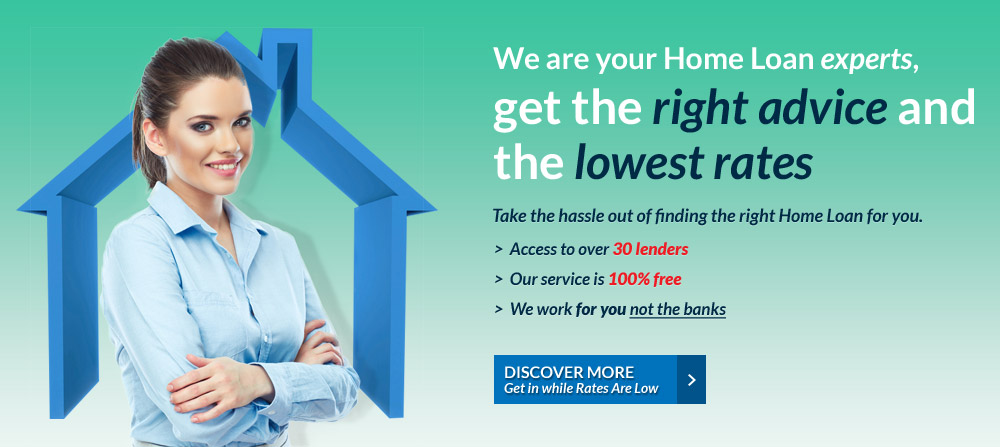 We are your Home Loan experts,
get the right advice and
the lowest rates
Take the hassle out of finding the right Home Loan for you.
> Access to over 30 lenders
> Our service is 100% free
> We work for you not the banks
DISCOVER MORE
Get in while Rates Are Low
>